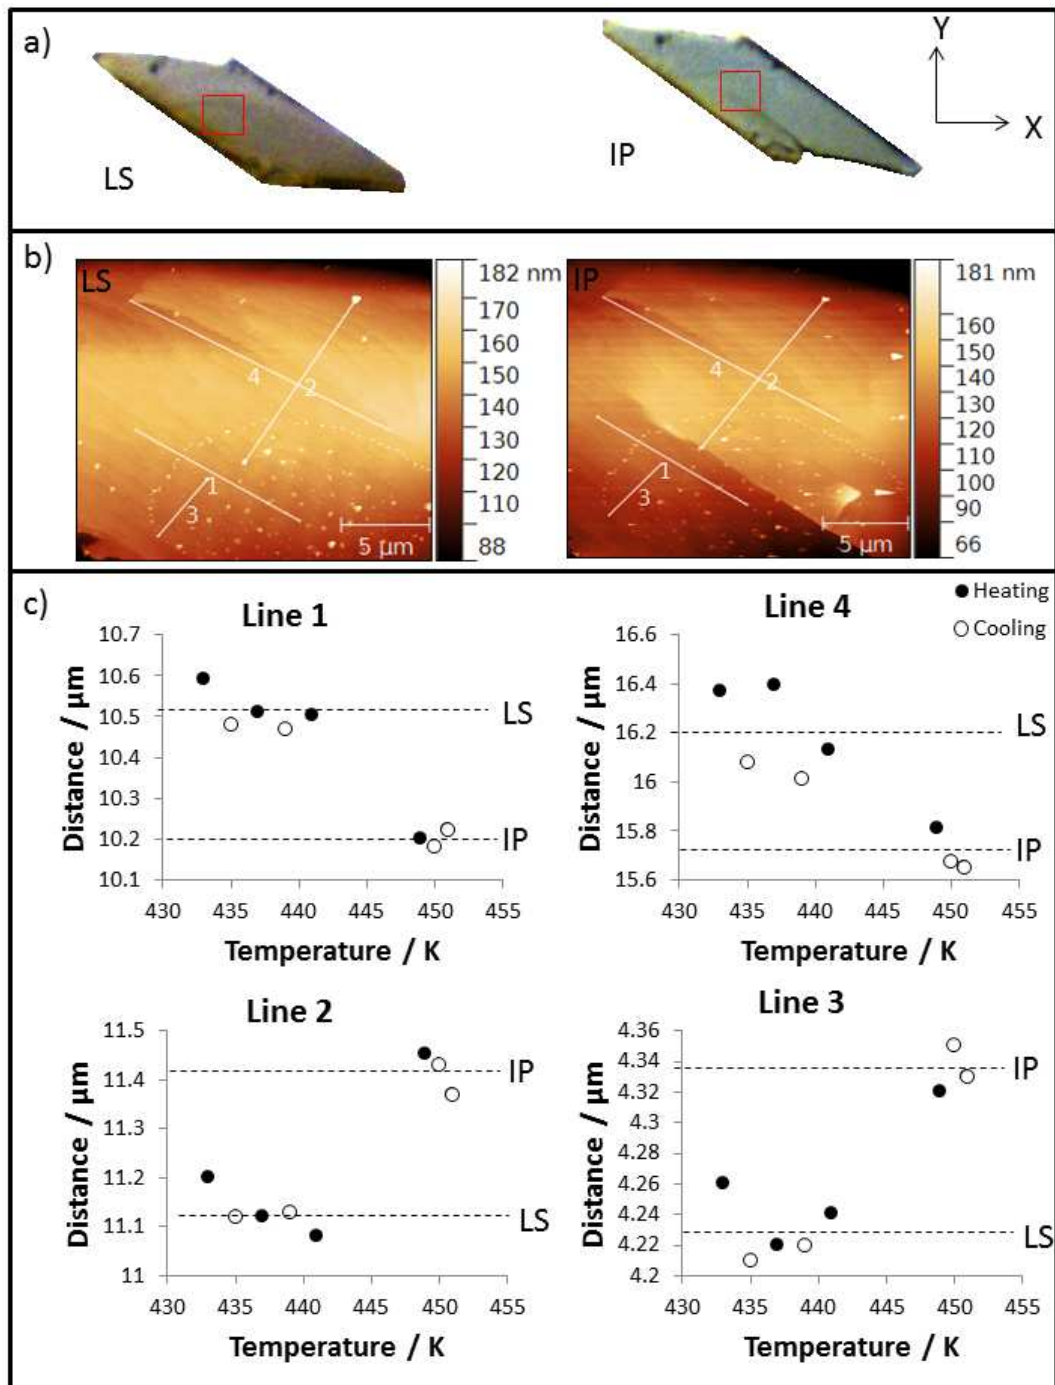 a)
LS
IP
Y
X
b)
LS
4
2
1
3
5 µm
182 nm
170
160
150
140
130
120
110
88
IP
4
2
1
3
5 µm
181 nm
160
150
140
130
120
110
100
90
66
c)
Heating
Cooling
Line 1
Distance / µm
10.7
10.6
10.5
10.4
10.3
10.2
10.1
LS
IP
430 435 440 445 450 455
Temperature / K
Line 4
Distance / µm
16.6
16.4
16.2
16
15.8
15.6
LS
IP
430 435 440 445 450 455
Temperature / K
Line 2
Distance / µm
11.5
11.4
11.3
11.2
11.1
11
IP
LS
430 435 440 445 450 455
Temperature / K
Line 3
Distance / µm
4.36
4.34
4.32
4.3
4.28
4.26
4.24
4.22
4.2
IP
LS
430 435 440 445 450 455
Temperature / K